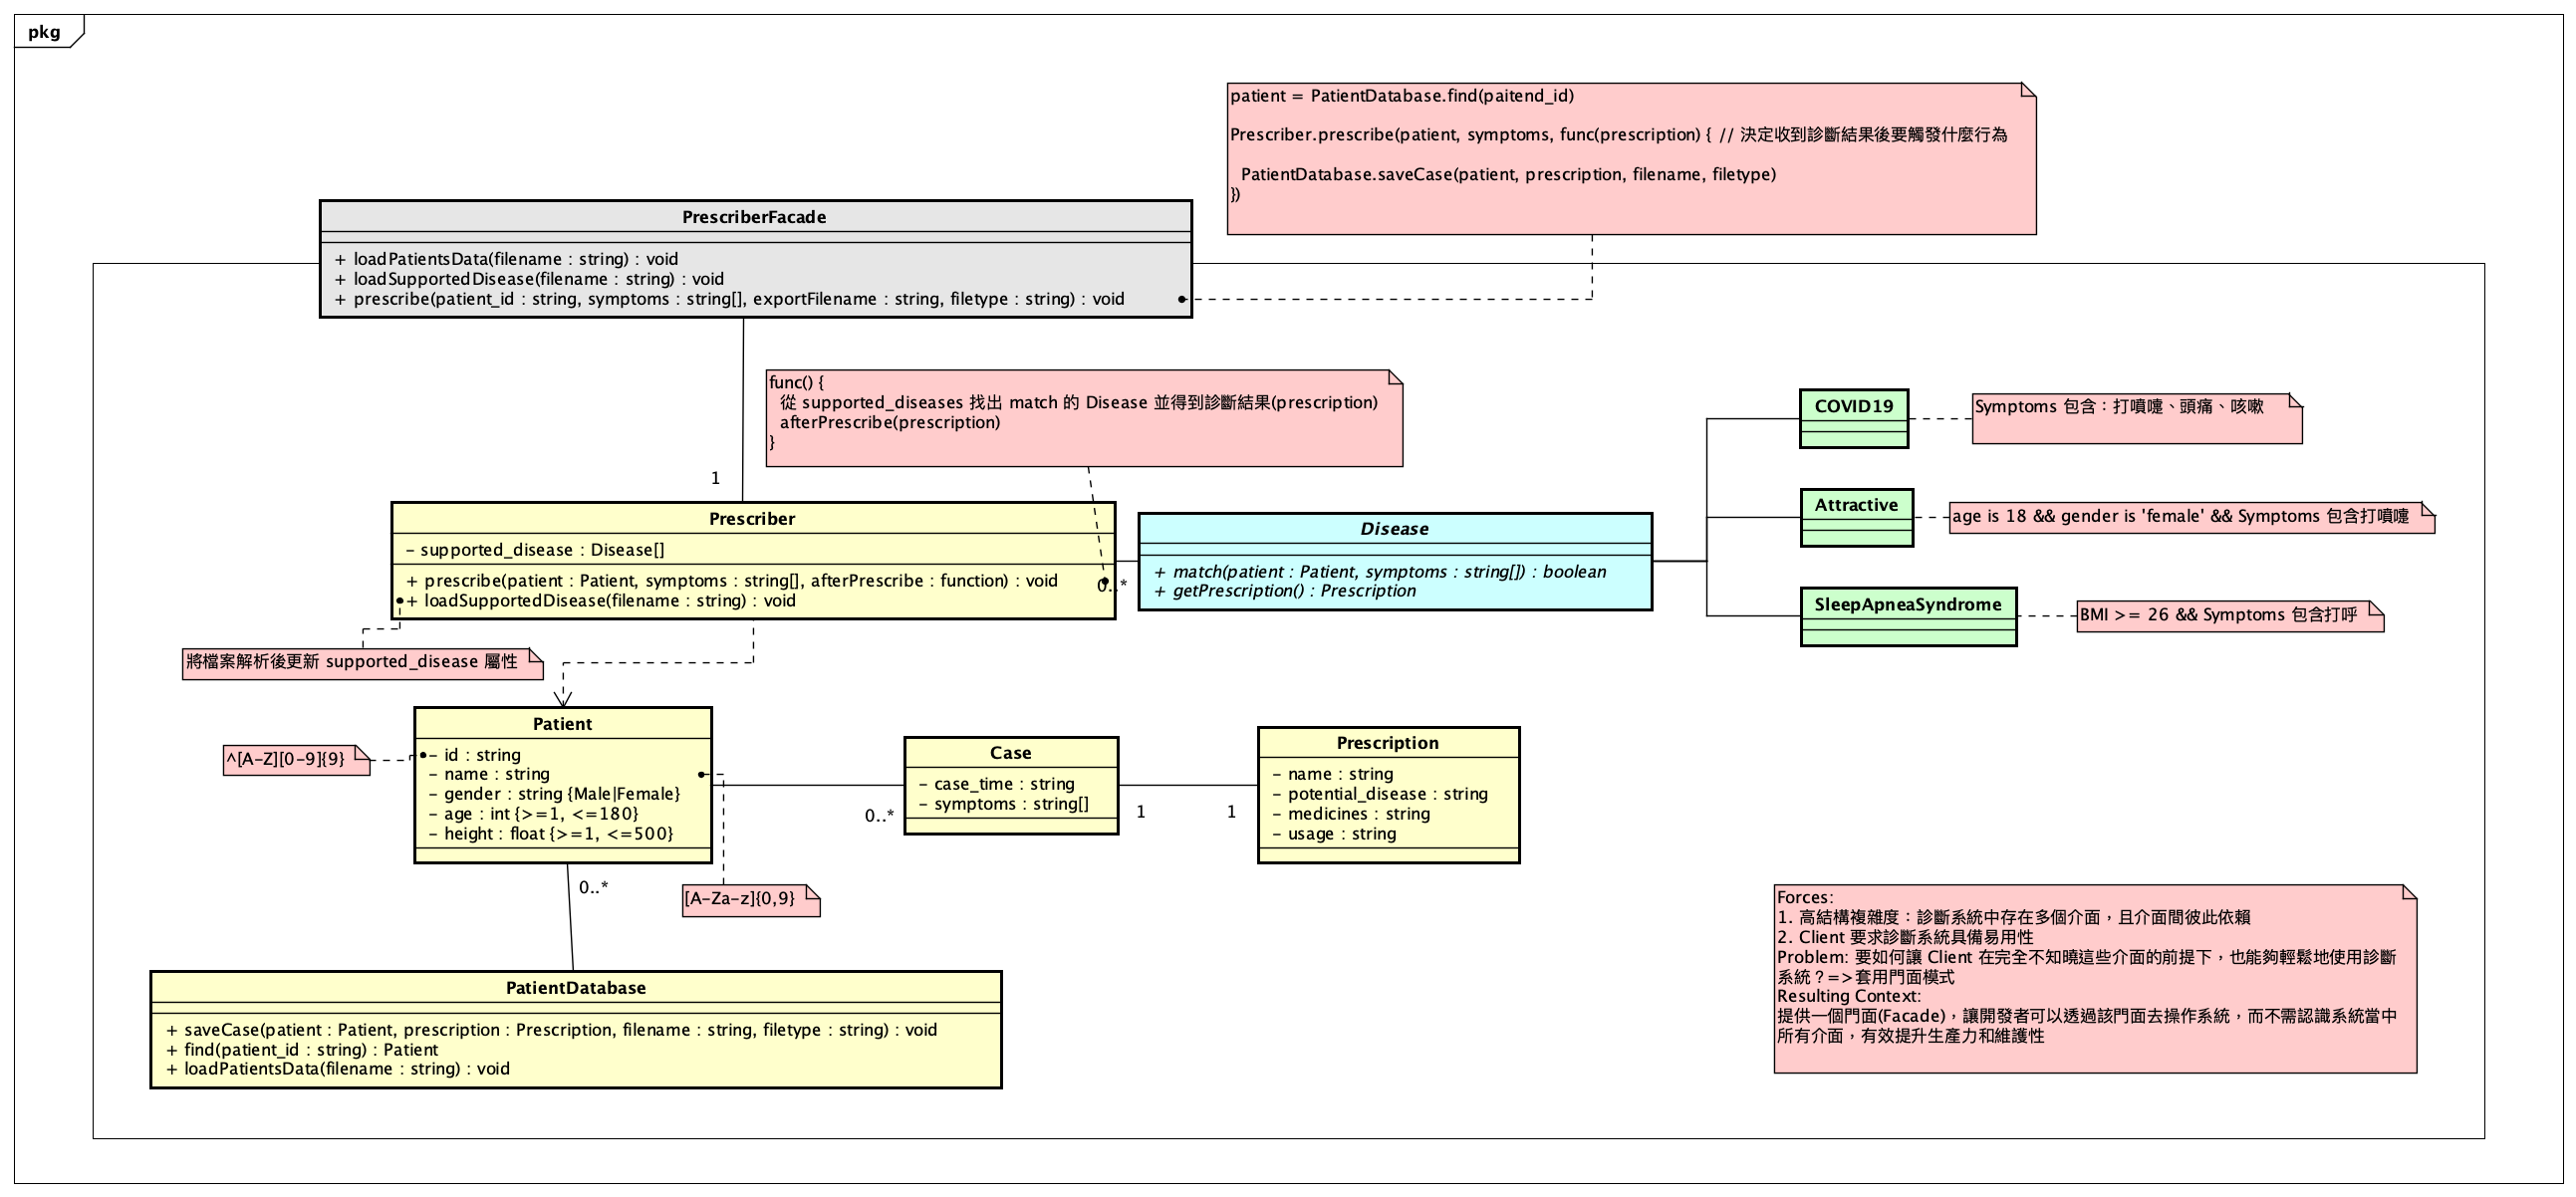 pkg
patient = PatientDatabase.find(paitend_id)
Prescriber.prescribe(patient, symptoms, func(prescription) { // 決定收到診斷結果後要觸發什麼行為
PatientDatabase.saveCase(patient, prescription, filename, filetype)
})
PrescriberFacade
+ loadPatientsData(filename : string) : void
+ loadSupportedDisease(filename : string) : void
+ prescribe(patient_id : string, symptoms : string[], exportFilename : string, filetype : string) : void
func() {
從 supported_diseases 找出 match 的 Disease 並得到診斷結果(prescription)
afterPrescribe(prescription)
}
1
Prescriber
- supported_disease : Disease[]
+ prescribe(patient : Patient, symptoms : string[], afterPrescribe : function) : void
+ loadSupportedDisease(filename : string) : void
0..*
Disease
+ match(patient : Patient, symptoms : string[]) : boolean
+ getPrescription() : Prescription
COVID19
Symptoms 包含：打噴嚏、頭痛、咳嗽
Attractive
age is 18 && gender is 'female' && Symptoms 包含打噴嚏
SleepApneaSyndrome
BMI >= 26 && Symptoms 包含打呼
將檔案解析後更新 supported_disease 屬性
Patient
- id : string
- name : string
- gender : string {Male|Female}
- age : int {>=1, <=180}
- height : float {>=1, <=500}
^[A-Z][0-9]{9}
[A-Za-z]{0,9}
0..*
Case
- case_time : string
- symptoms : string[]
1
1
Prescription
- name : string
- potential_disease : string
- medicines : string
- usage : string
0..*
PatientDatabase
+ saveCase(patient : Patient, prescription : Prescription, filename : string, filetype : string) : void
+ find(patient_id : string) : Patient
+ loadPatientsData(filename : string) : void
Forces:
1. 高結構複雜度：診斷系統中存在多個介面，且介面間彼此依賴
2. Client 要求診斷系統具備易用性
Problem: 要如何讓 Client 在完全不知曉這些介面的前提下，也能夠輕鬆地使用診斷
系統？=>套用門面模式
Resulting Context:
提供一個門面(Facade)，讓開發者可以透過該門面去操作系統，而不需認識系統當中
所有介面，有效提升生產力和維護性